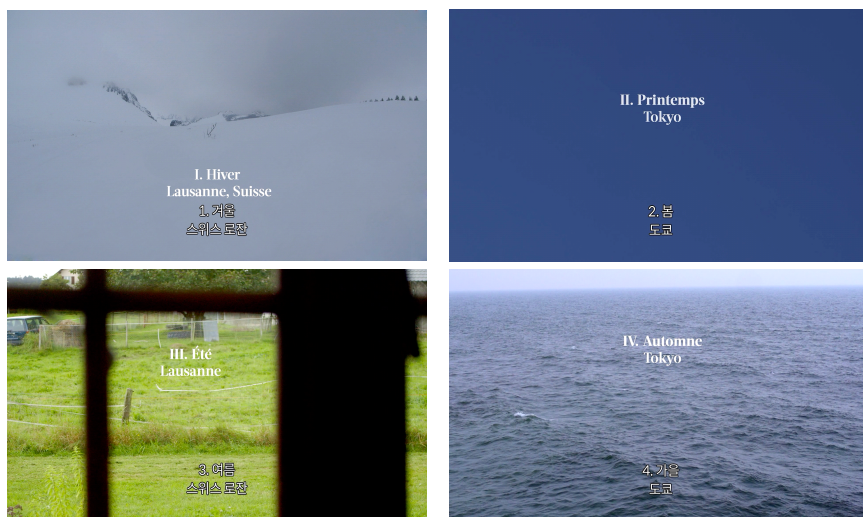 I. Hiver
Lausanne, Suisse
1. 겨울
스위스 로잔
II. Printemps
Tokyo
2. 봄
도쿄
III. Été
Lausanne
3. 여름
스위스 로잔
IV. Automne
Tokyo
4. 가을
도쿄